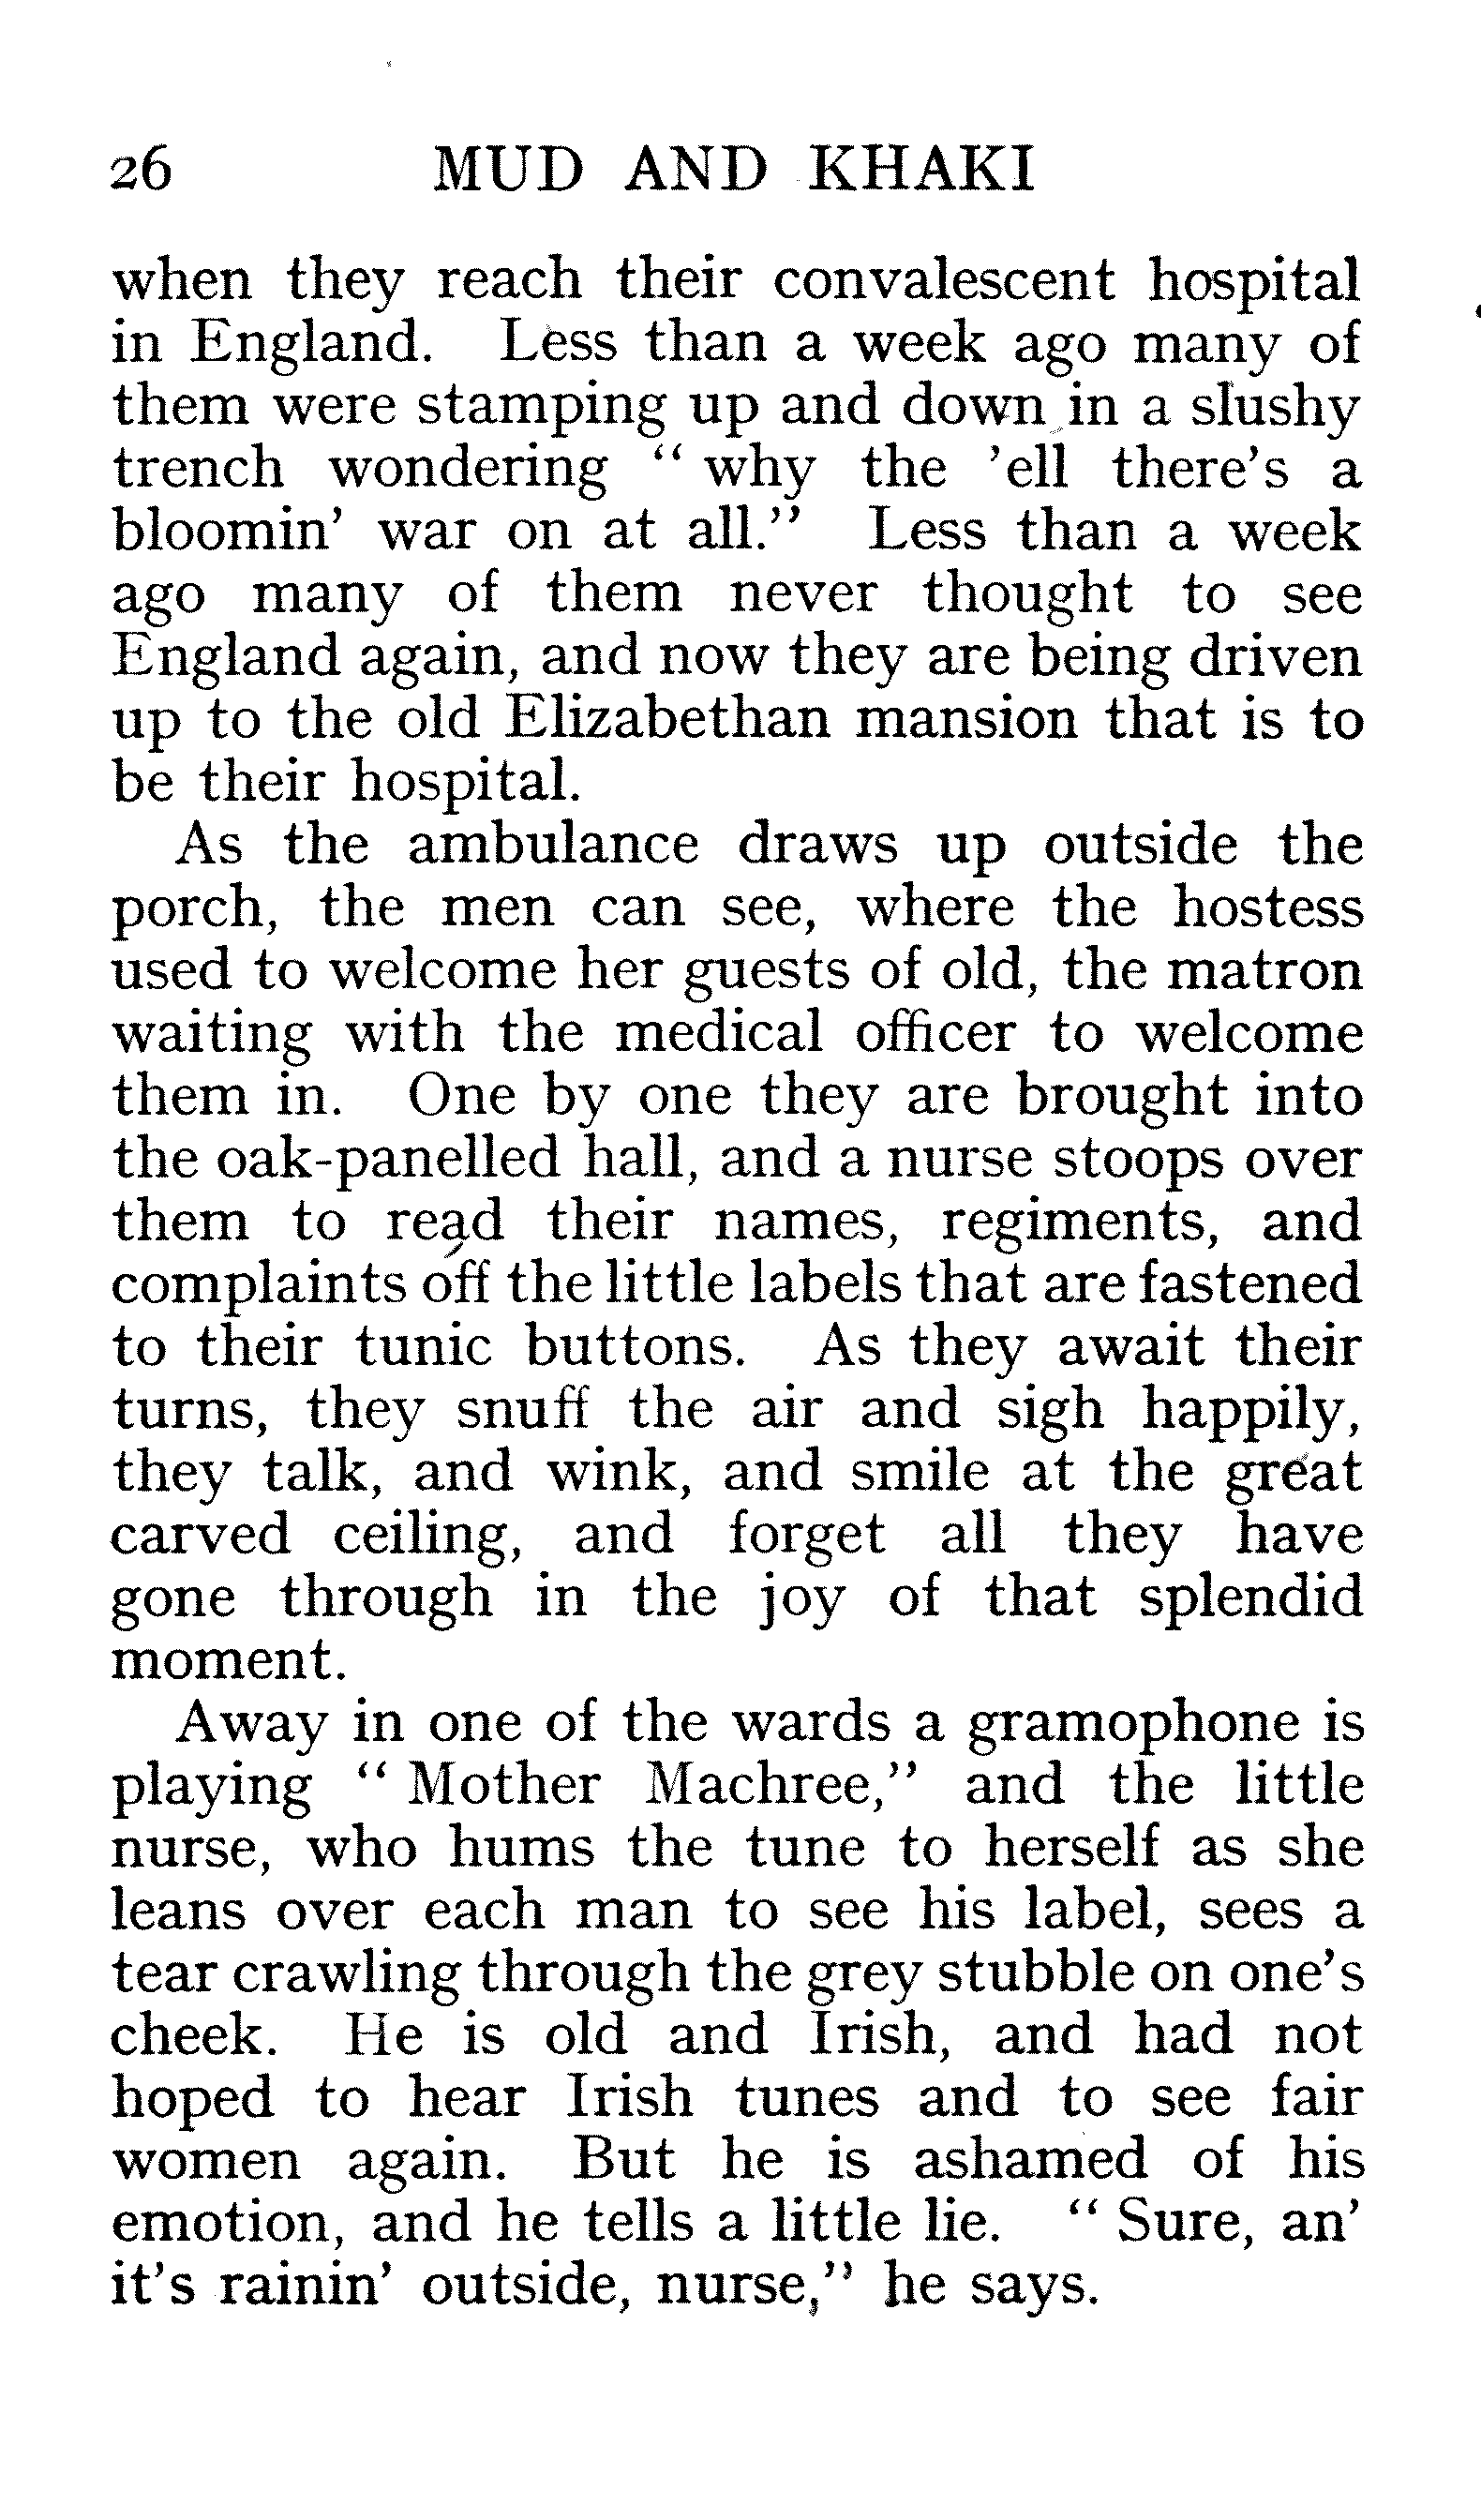 26 MUD AND KHAKI
when they reach their convalescent hospital
in England. Less than a week ago many of
them were stamping up and down in a slushy
trench wondering " why the 'ell there's a
bloomin' war on at all." Less than a week
ago many of them never thought to see
England again, and now they are being driven
up to the old Elizabethan mansion that is to
be their hospital.
As the ambulance draws up outside the
porch, the men can see, where the hostess
used to welcome her guests of old, the matron
waiting with the medical officer to welcome
them in. One by one they are brought into
the oak-panelled hall, and a nurse stoops over
them to read their names, regiments, and
complaints off the little labels that are fastened
to their tunic buttons. As they await their
turns, they snuff the air and sigh happily,
they talk, and wink, and smile at the great
carved ceiling, and forget all they have
gone through in the joy of that splendid
moment.
Away in one of the wards a gramophone is
playing " Mother Machree," and the little
nurse, who hums the tune to herself as she
leans over each man to see his label, sees a
tear crawling through the grey stubble on one's
cheek. He is old and Irish, and had not
hoped to hear Irish tunes and to see fair
women again. But he is ashamed of his
emotion, and he tells a little lie. " Sure, an'
it's rainin' outside, nurse," he says.